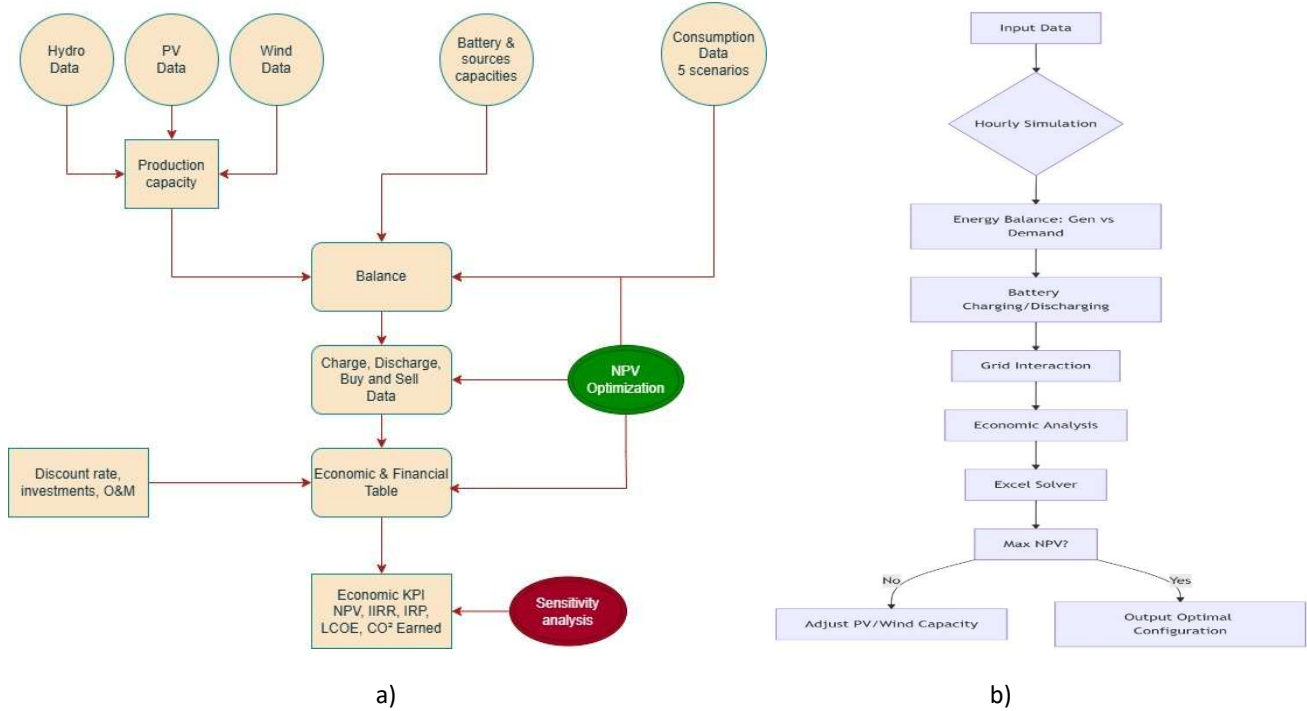 Hydro
Data
PV
Data
Wind
Data
Battery &
sources
capacities
Consumption
Data
5 scenarios
Production
capacity
Balance
Charge, Discharge,
Buy and Sell
Data
NPV
Optimization
Discount rate,
investments, O&M
Economic & Financial
Table
Economic KPI
NPV, IIRR, IRP,
LCOE, CO² Earned
Sensitivity
analysis
a)
Input Data
Hourly Simulation
Energy Balance: Gen vs
Demand
Battery
Charging/Discharging
Grid Interaction
Economic Analysis
Excel Solver
Max NPV?
No
Yes
Adjust PV/Wind Capacity
Output Optimal
Configuration
b)